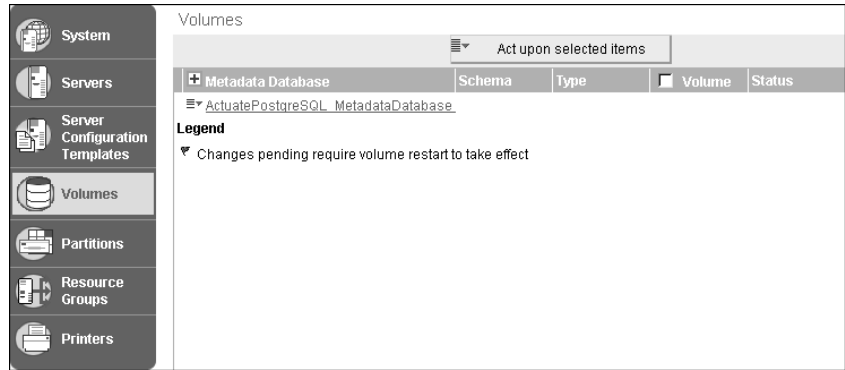 Volumes
System
Act upon selected items
Metadata Database Schema Type Volume Status
Servers
ActuatePostgreSQL_MetadataDatabase
Legend
Changes pending require volume restart to take effect
Server
Configuration
Templates
Volumes
Partitions
Resource
Groups
Printers